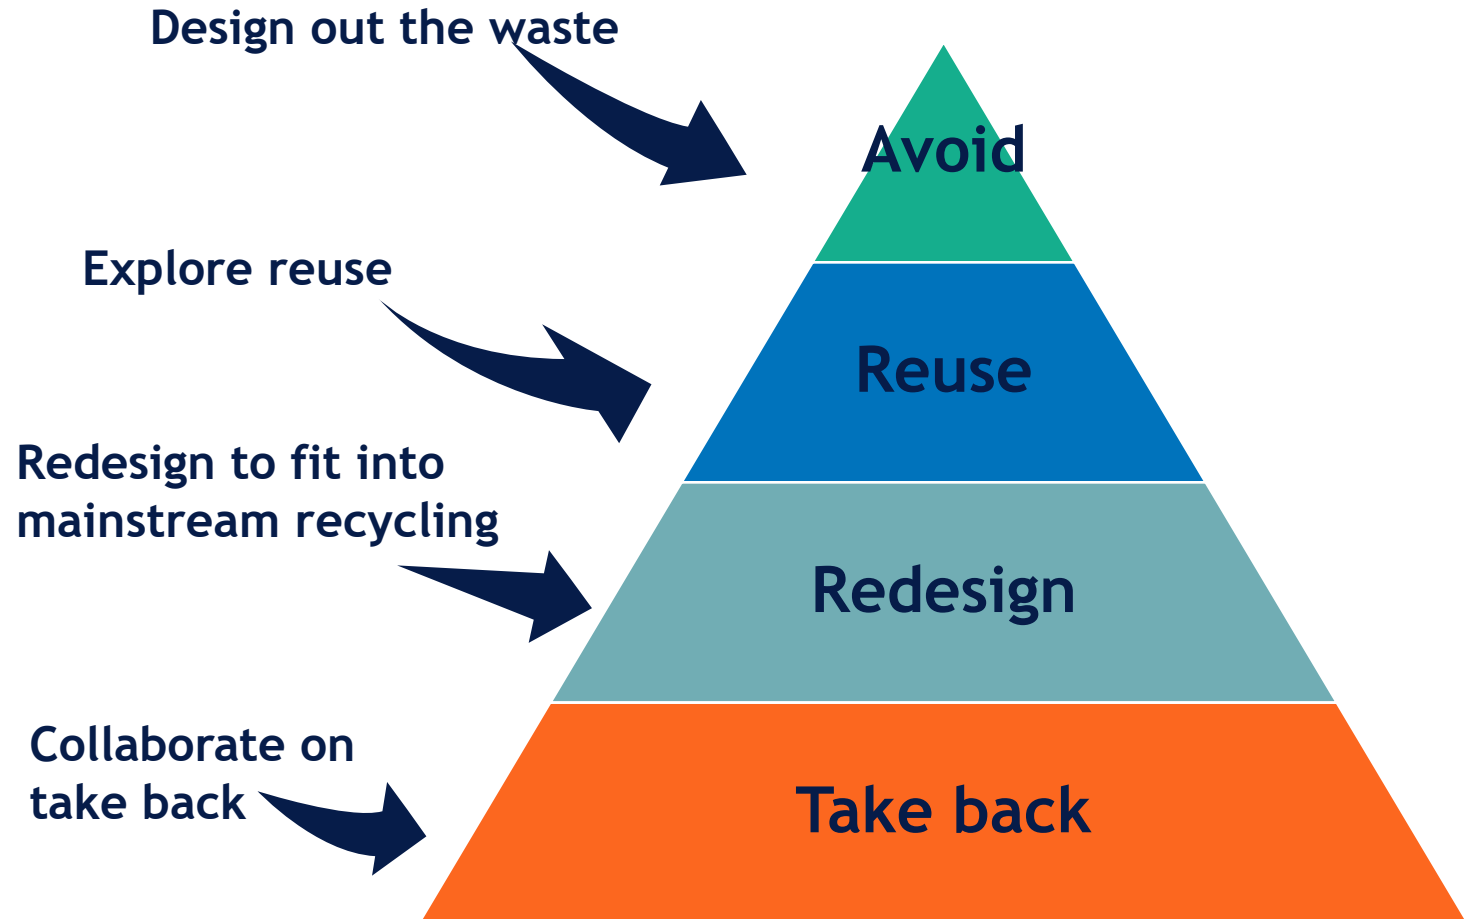 Design out the waste
Avoid
Explore reuse
Reuse
Redesign to fit into
mainstream recycling
Redesign
Collaborate on
take back
Take back